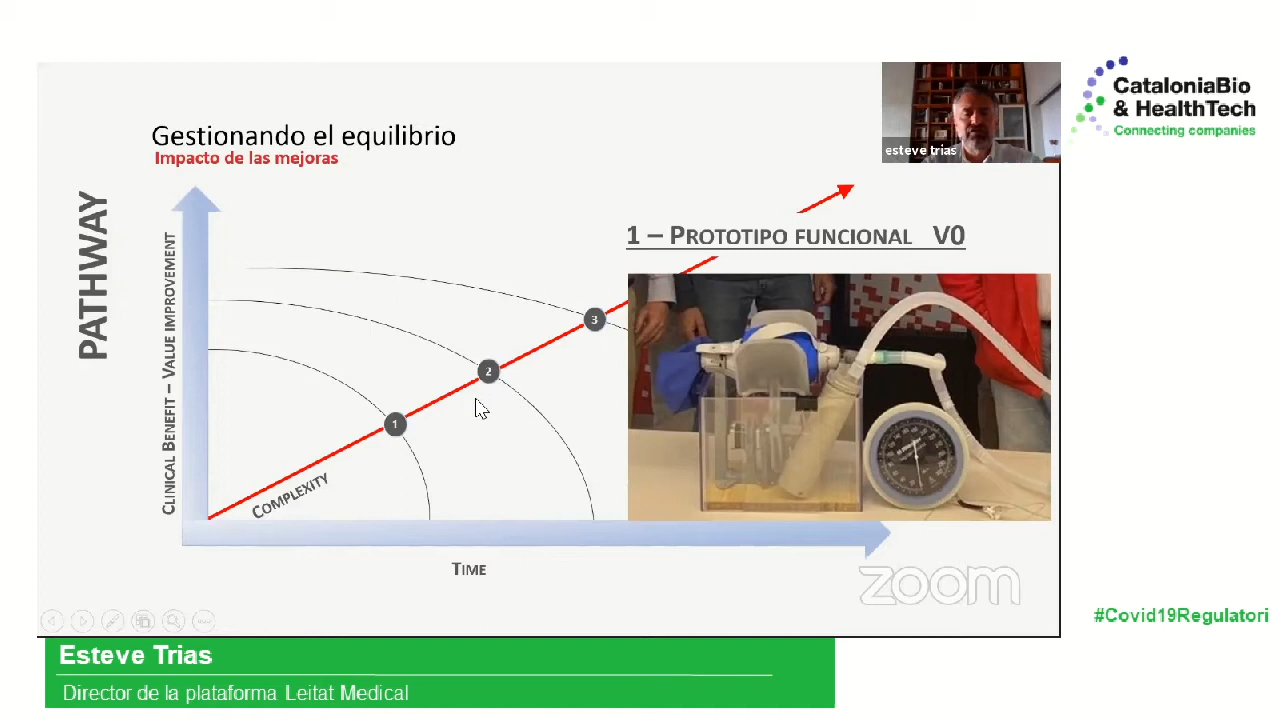 Gestionando el equilibrio
Impacto de las mejoras
PATHWAY
CLINICAL BENEFIT – VALUE IMPROVEMENT
COMPLEXITY
1
2
3
TIME
1 – PROTOTIPO FUNCIONAL V0
esteve trias
CataloniaBio
& HealthTech
Connecting companies
zoom
#Covid19Regulatori
Esteve Trias
Director de la plataforma Leitat Medical